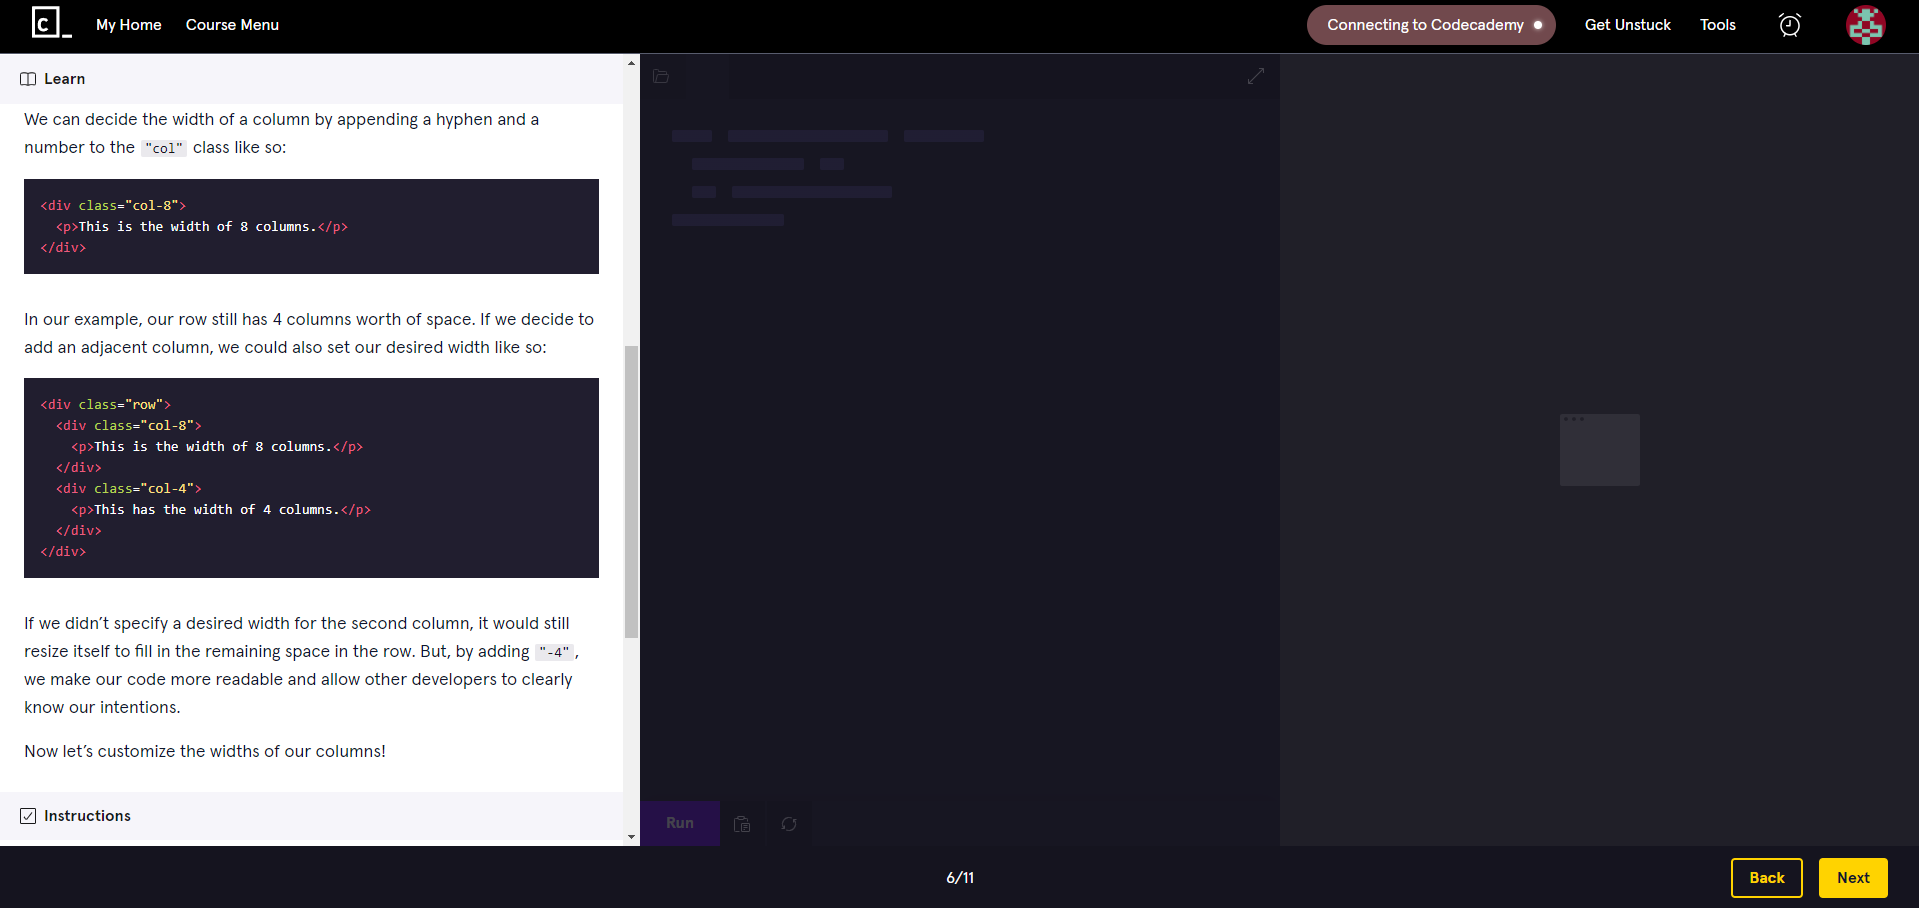 C_ My Home Course Menu Connecting to Codecademy Get Unstuck Tools
Learn
We can decide the width of a column by appending a hyphen and a
number to the "col" class like so:
<div class="col-8">
  <p>This is the width of 8 columns.</p>
</div>
In our example, our row still has 4 columns worth of space. If we decide to
add an adjacent column, we could also set our desired width like so:
<div class="row">
  <div class="col-8">
    <p>This is the width of 8 columns.</p>
  </div>
  <div class="col-4">
    <p>This has the width of 4 columns.</p>
  </div>
</div>
If we didn’t specify a desired width for the second column, it would still
resize itself to fill in the remaining space in the row. But, by adding "-4",
we make our code more readable and allow other developers to clearly
know our intentions.
Now let’s customize the widths of our columns!
Instructions
Run
6/11
Back Next